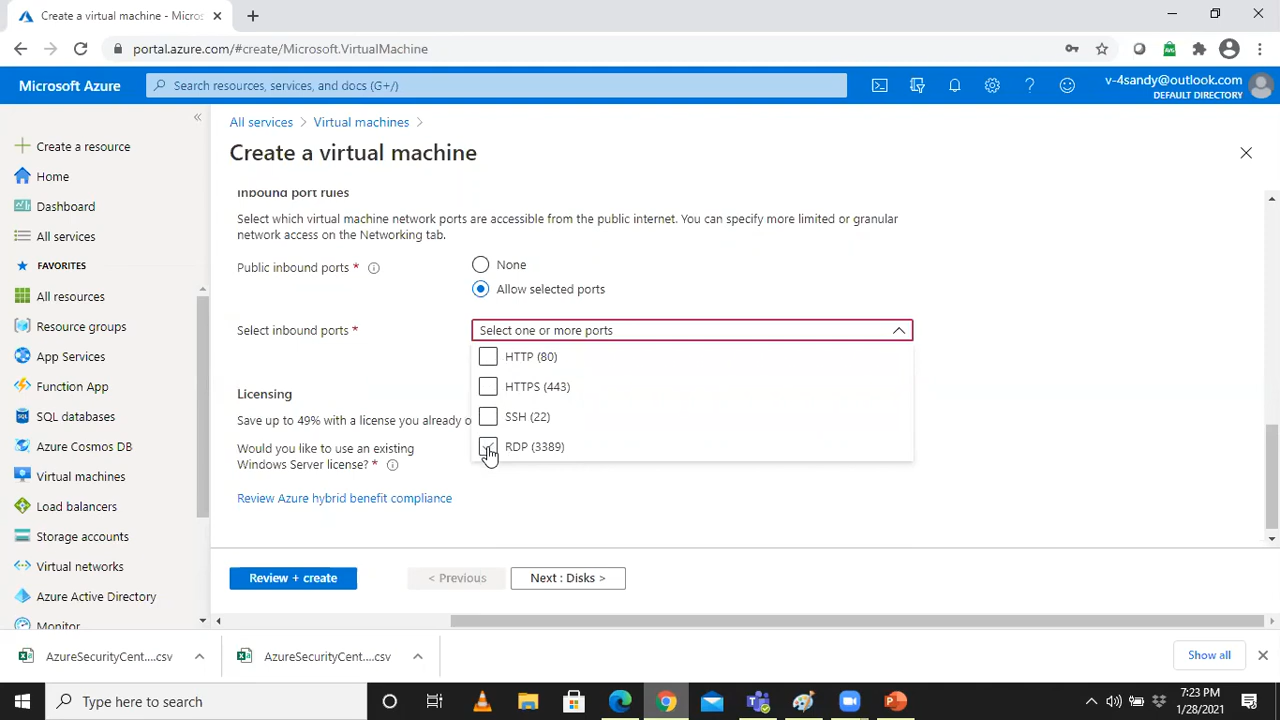 Create a virtual machine - Micros
portal.azure.com/#create/Microsoft.VirtualMachine
Microsoft Azure
Search resources, services, and docs (G+/)
v-4sandy@outlook.com
DEFAULT DIRECTORY
Create a resource
Home
Dashboard
All services
FAVORITES
All resources
Resource groups
App Services
Function App
SQL databases
Azure Cosmos DB
Virtual machines
Load balancers
Storage accounts
Virtual networks
Azure Active Directory
Monitor
All services > Virtual machines >
Create a virtual machine
Inbound port rules
Select which virtual machine network ports are accessible from the public internet. You can specify more limited or granular
network access on the Networking tab.
Public inbound ports *
None
Allow selected ports
Select inbound ports *
Select one or more ports
HTTP (80)
HTTPS (443)
SSH (22)
RDP (3389)
Licensing
Save up to 49% with a license you already o
Would you like to use an existing
Windows Server license? *
Review Azure hybrid benefit compliance
Review + create
< Previous
Next : Disks >
AzureSecurityCent....csv
AzureSecurityCent....csv
Show all
Type here to search
7:23 PM
1/28/2021